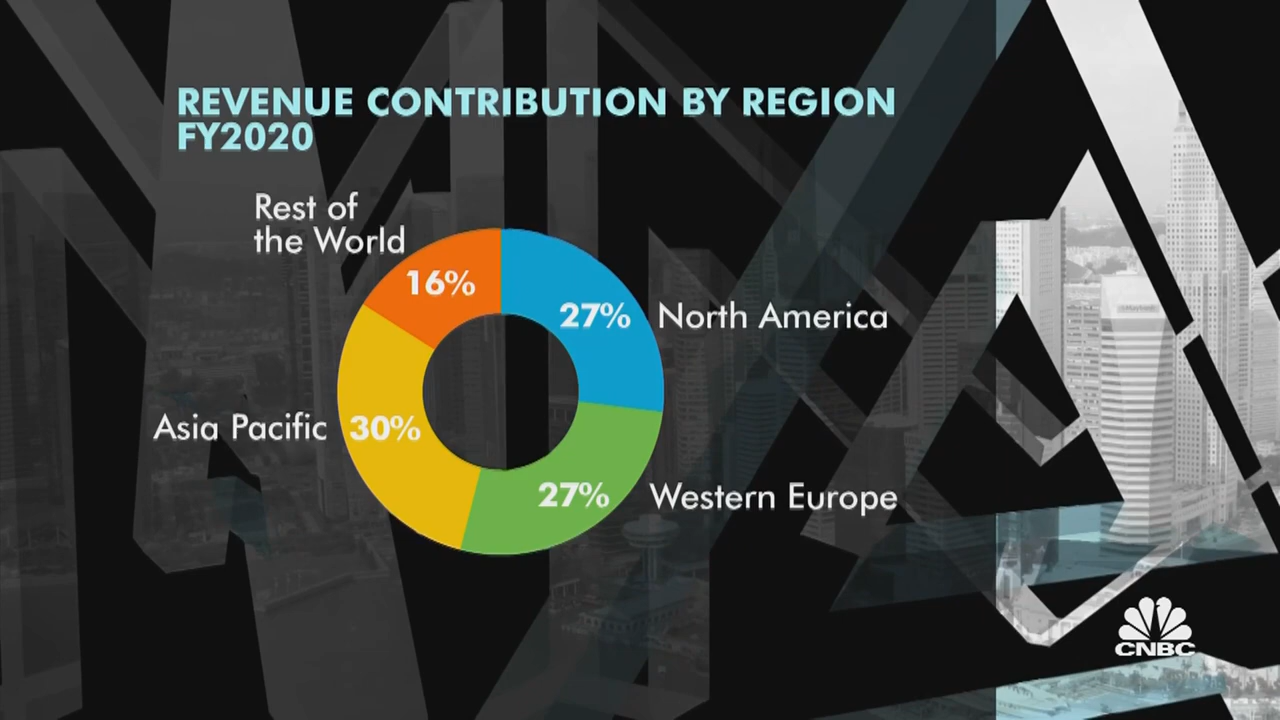 REVENUE CONTRIBUTION BY REGION
FY2020
Rest of
the World
16%
27%
North America
Asia Pacific
30%
27%
Western Europe
CNBC